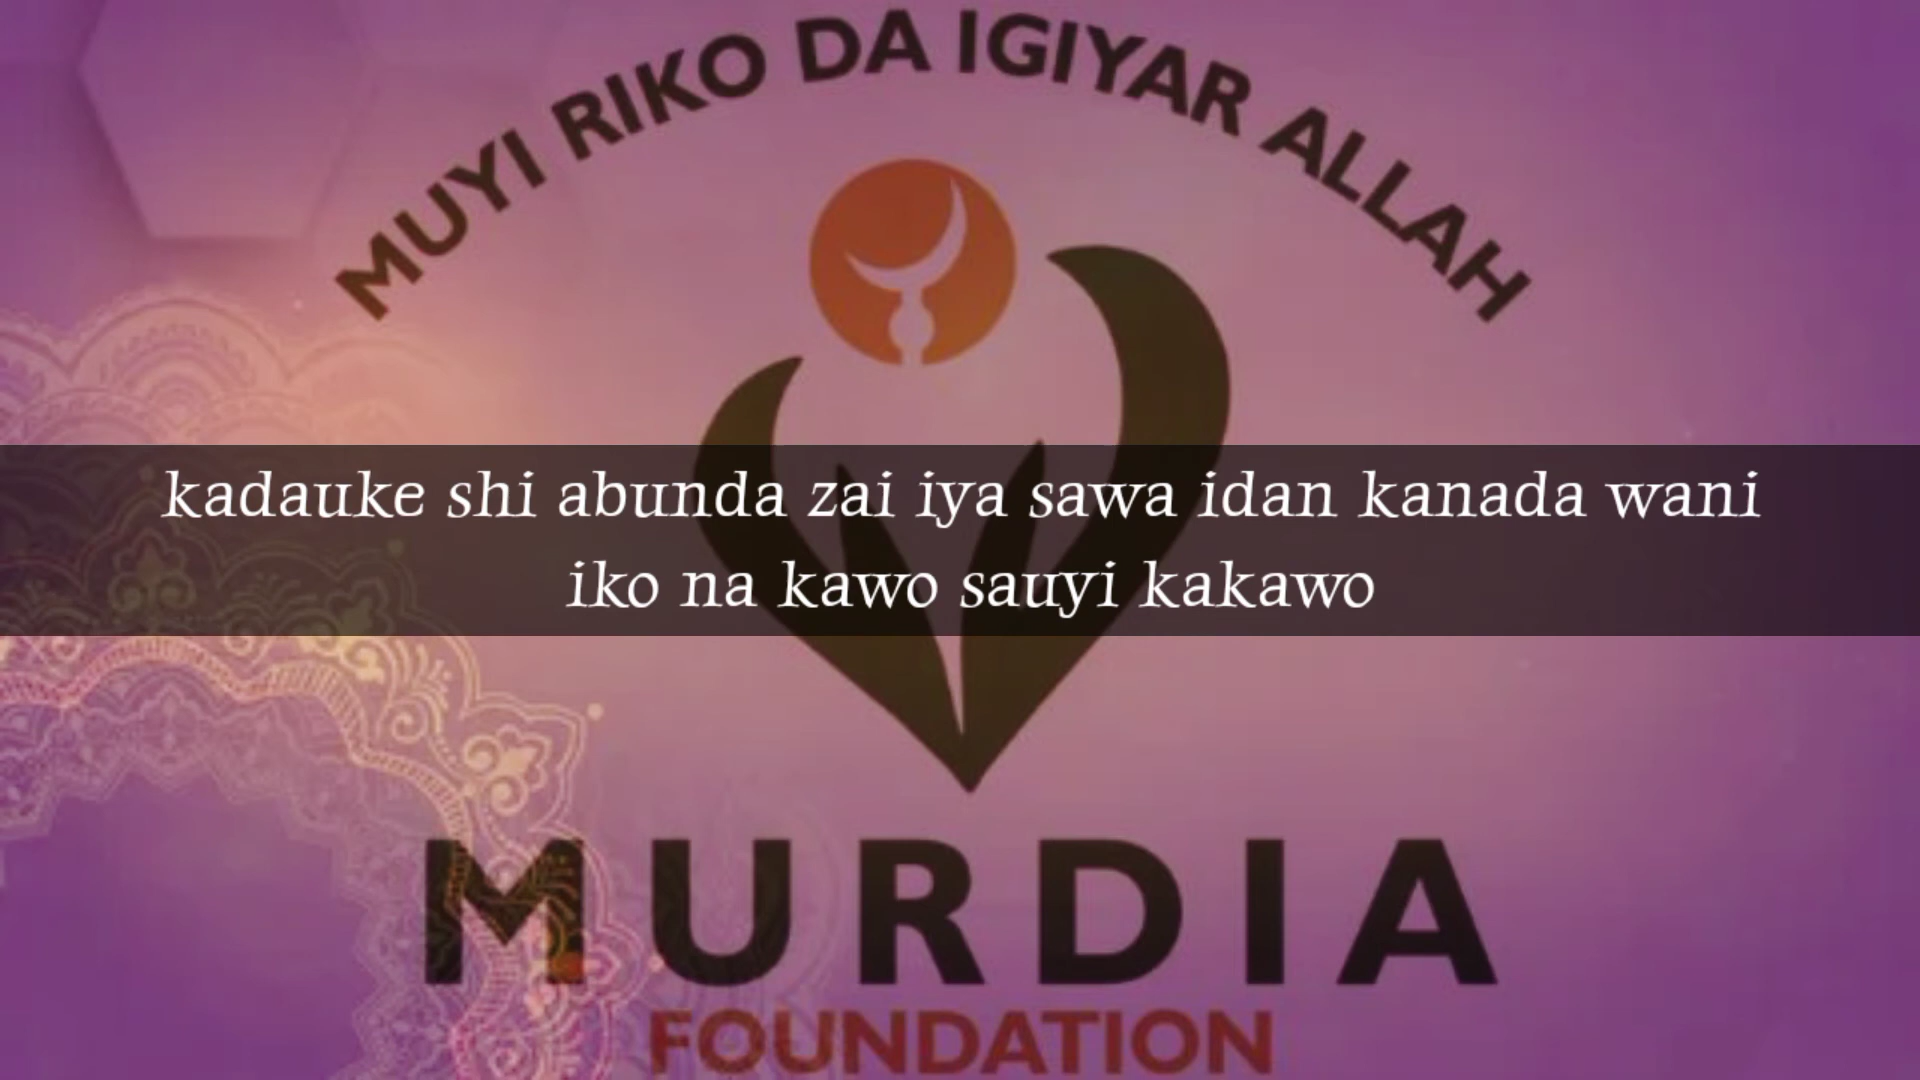 MUYI RIKO DA IGIYAR ALLAH
kadauke shi abunda zai iya sawa idan kanada wani
iko na kawo sauyi kakawo
MURDIA
FOUNDATION